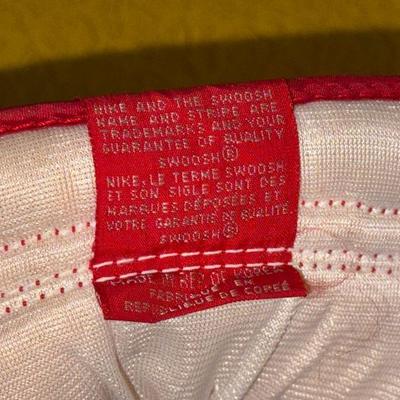 NIKE AND THE SWOOSH
NAME AND STRIPE ARE
TRADEMARKS AND YOUR
GUARANTEE OF QUALITY
SWOOSH®
NIKE, LE TERME SWOOSH
ET SON SIGLE SONT DES
MARQUES DÉPOSÉES ET
VOTRE GARANTIE DE QUALITÉ.
SWOOSH®
MADE IN REP. OF KOREA
FABRIQUÉ EN
RÉPUBLIQUE DE CORÉE